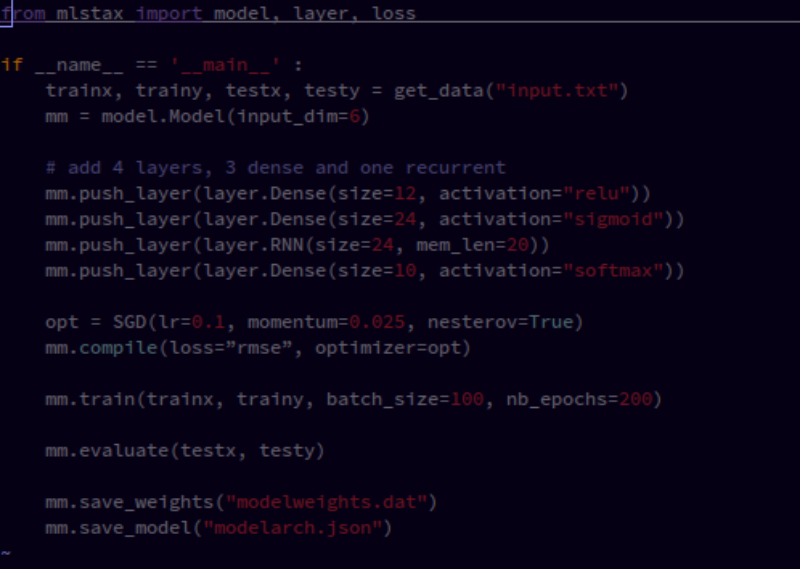 from mlstax import model, layer, loss
if __name__ == '__main__' :
trainx, trainy, testx, testy = get_data("input.txt")
mm = model.Model(input_dim=6)
# add 4 layers, 3 dense and one recurrent
mm.push_layer(layer.Dense(size=12, activation="relu"))
mm.push_layer(layer.Dense(size=24, activation="sigmoid"))
mm.push_layer(layer.RNN(size=24, mem_len=20))
mm.push_layer(layer.Dense(size=10, activation="softmax"))
opt = SGD(lr=0.1, momentum=0.025, nesterov=True)
mm.compile(loss=”rmse”, optimizer=opt)
mm.train(trainx, trainy, batch_size=100, nb_epochs=200)
mm.evaluate(testx, testy)
mm.save_weights("modelweights.dat")
mm.save_model("modelarch.json")
~